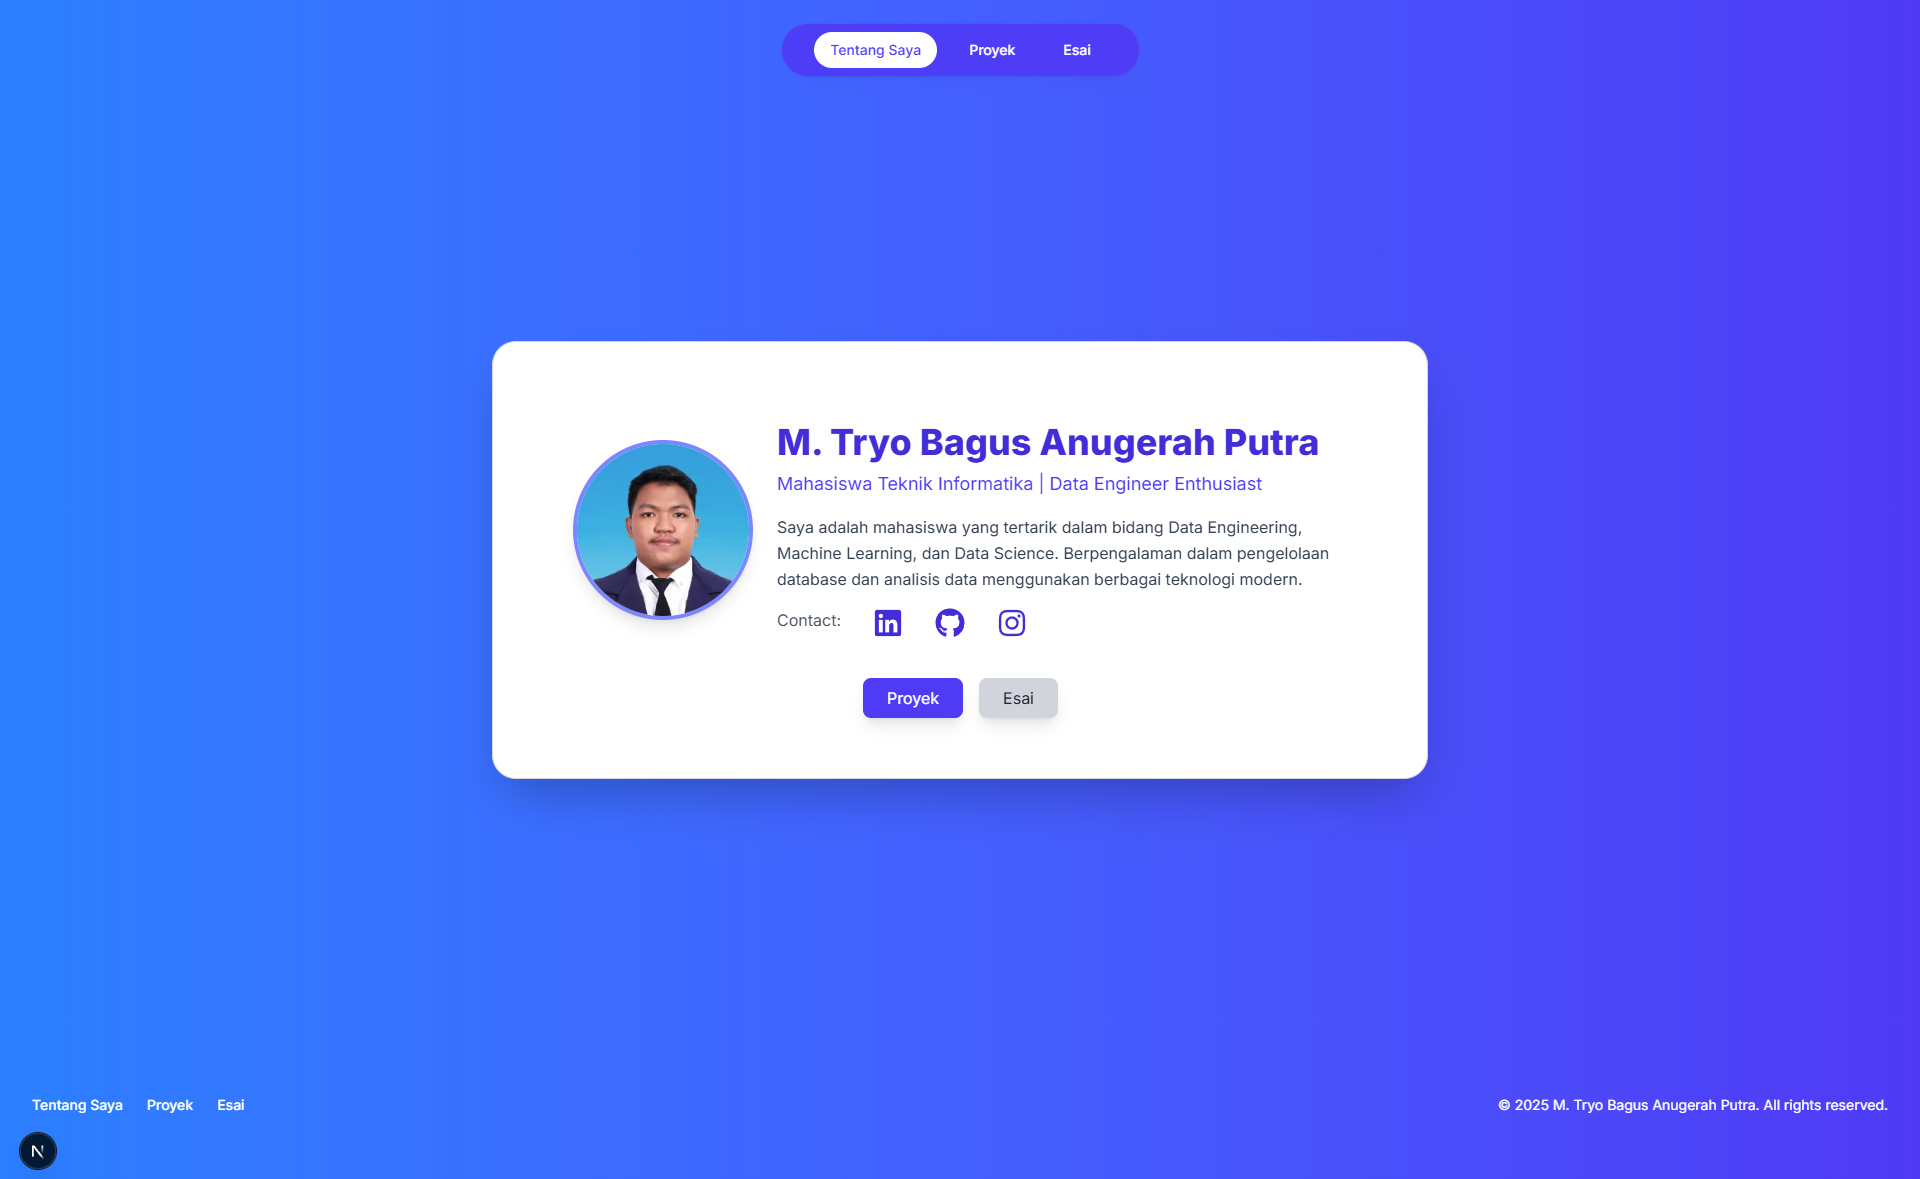 Tentang Saya Proyek Esai
M. Tryo Bagus Anugerah Putra
Mahasiswa Teknik Informatika | Data Engineer Enthusiast
Saya adalah mahasiswa yang tertarik dalam bidang Data Engineering,
Machine Learning, dan Data Science. Berpengalaman dalam pengelolaan
database dan analisis data menggunakan berbagai teknologi modern.
Contact:
Proyek Esai
Tentang Saya Proyek Esai
© 2025 M. Tryo Bagus Anugerah Putra. All rights reserved.
N